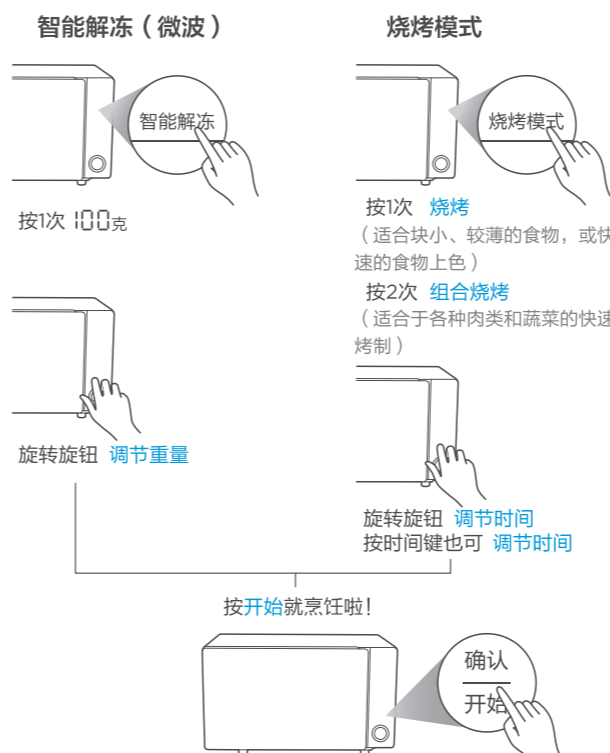 智能解冻（微波）
智能解冻
按1次 100克
旋转旋钮 调节重量
烧烤模式
烧烤模式
按1次 烧烤
（适合块小、较薄的食物，或快
速的食物上色）
按2次 组合烧烤
（适合于各种肉类和蔬菜的快速
烤制）
旋转旋钮 调节时间
按时间键也可 调节时间
按开始就烹饪啦！
确认
开始